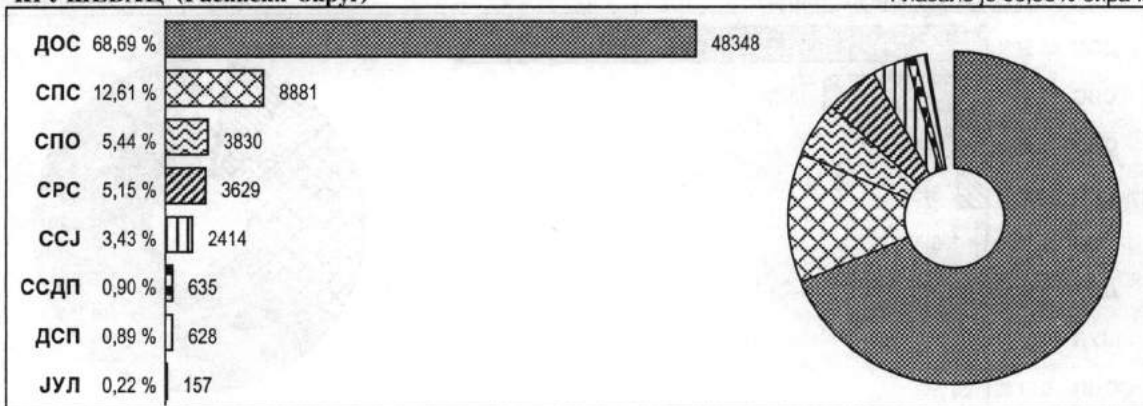 ДОС 68,69 % 48348
СПС 12,61 % 8881
СПО 5,44 % 3830
СРС 5,15 % 3629
ССЈ 3,43 % 2414
ССДП 0,90 % 635
ДСП 0,89 % 628
ЈУЛ 0,22 % 157